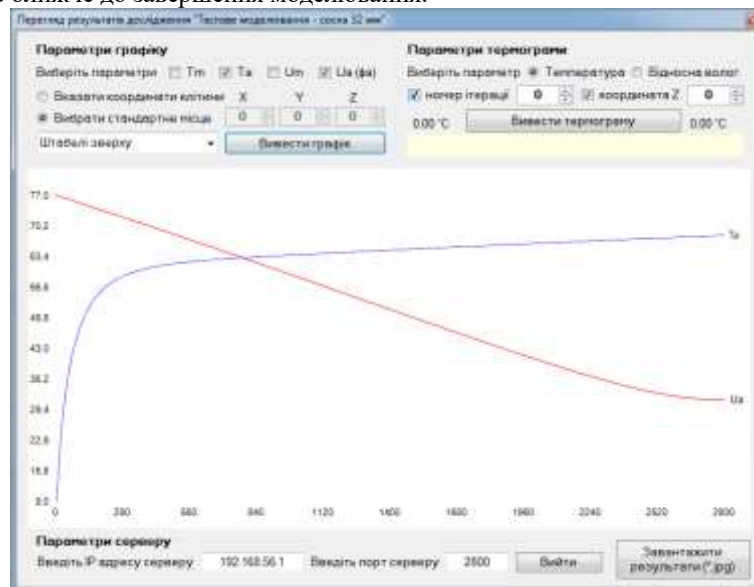 ближче до завершення моделювання.
Перегляд результатів дослідження "Тестове моделювання - сосна 32 мм"
Параметри графіку
Виберіть параметри Tm Ta Um Ua (фа)
Вказати координати клітини X Y Z
Вибрати стандартне місце 0 0 0
Штабелі зверху Вивести графік
Параметри термограми
Виберіть параметр Температура Відносна волог
номер ітерації 0 координата Z 0
0.00 °C Вивести термограму 0.00 °C
77.0
70.2
63.4
56.6
49.8
43.0
36.2
29.4
22.6
Ta
Ua
0 280 560 840 1120 1400 1680 1960 2240 2520 2800
Параметри серверу
Введіть IP адресу серверу 192.168.56.1 Введіть порт серверу 2800 Вийти
Завантажити
результати (*.jpg)